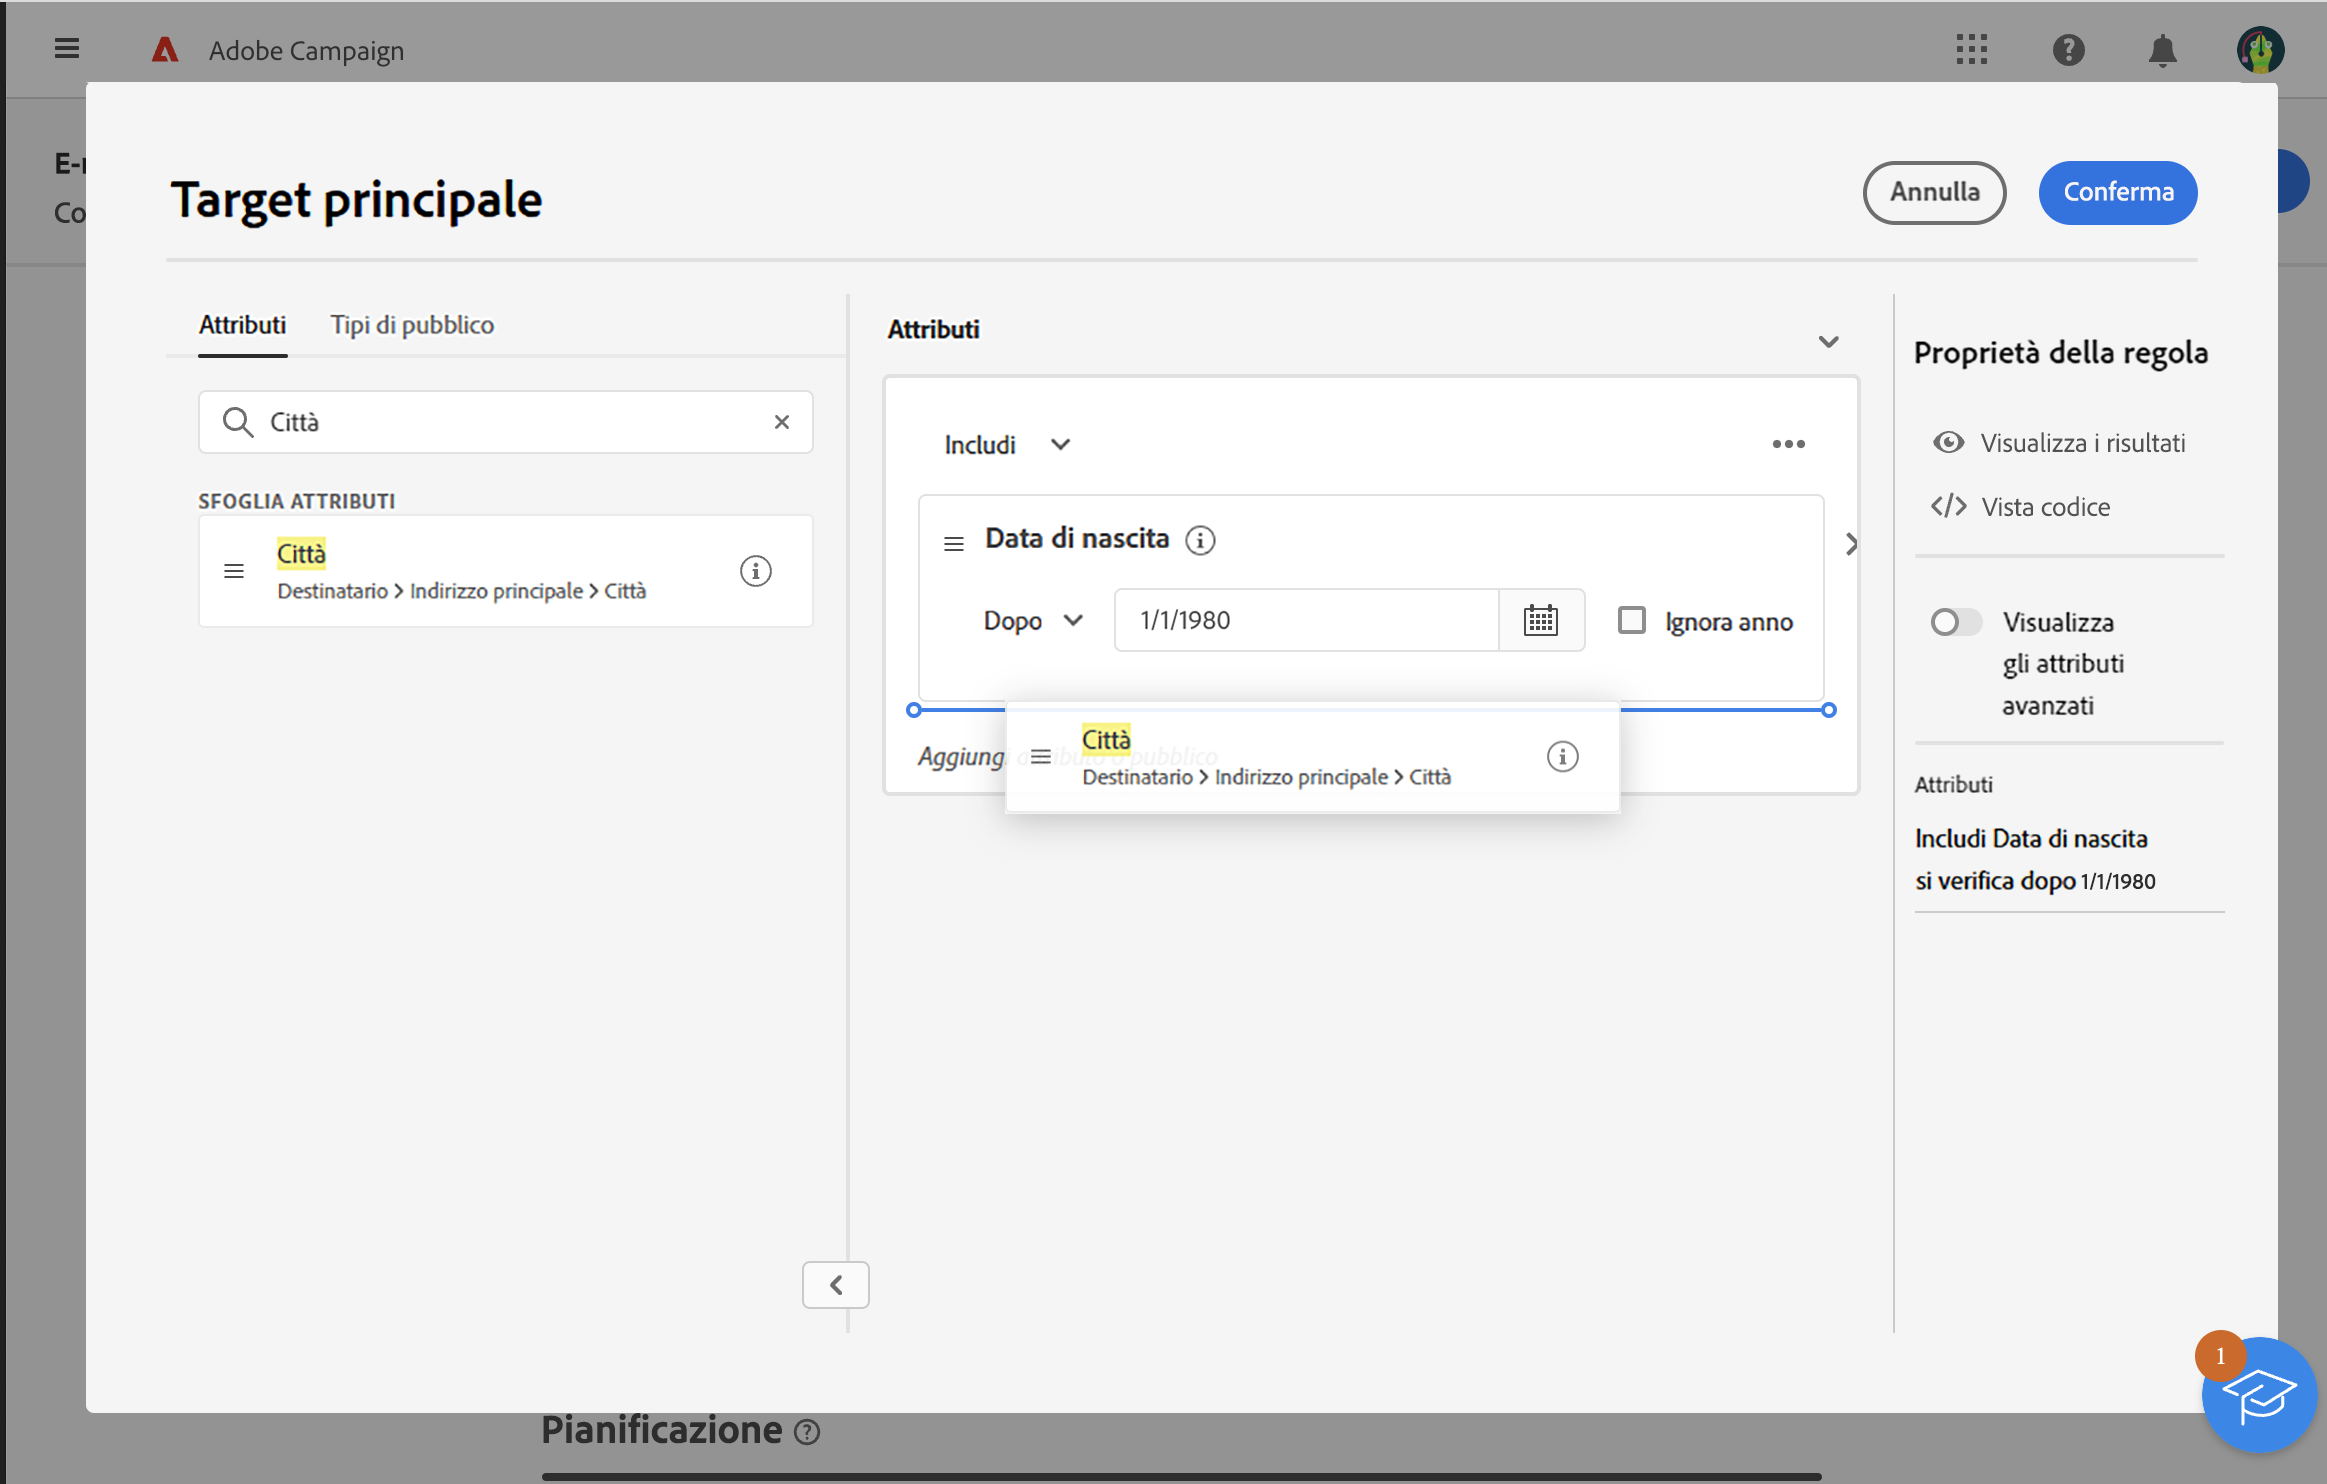 Adobe Campaign
E-
Co
Target principale
Annulla
Conferma
Attributi
Tipi di pubblico
Città
SFOGLIA ATTRIBUTI
Città
Destinatario > Indirizzo principale > Città
Attributi
Includi
Data di nascita
Dopo
1/1/1980
Ignora anno
Aggiungi attributo o pubblico
Città
Destinatario > Indirizzo principale > Città
Proprietà della regola
Visualizza i risultati
Vista codice
Visualizza
gli attributi
avanzati
Attributi
Includi Data di nascita
si verifica dopo 1/1/1980
1
Pianificazione